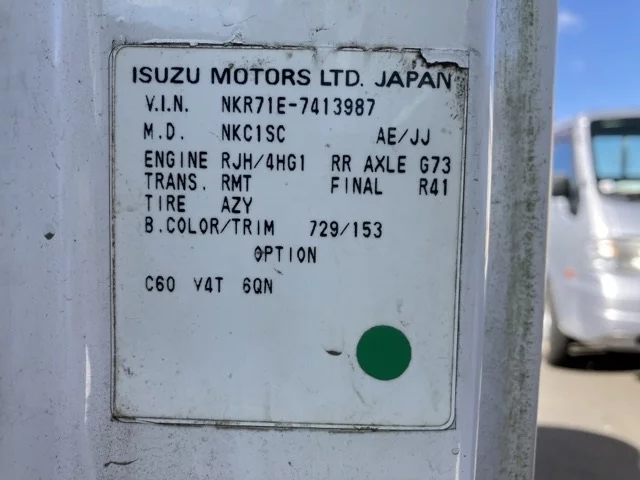 ISUZU MOTORS LTD. JAPAN
V.I.N. NKR71E-7413987
M.D. NKC1SC AE/JJ
ENGINE RJH/4HG1 RR AXLE G73
TRANS. RMT FINAL R41
TIRE AZY
B.COLOR/TRIM 729/153
OPTION
C60 V4T 6QN